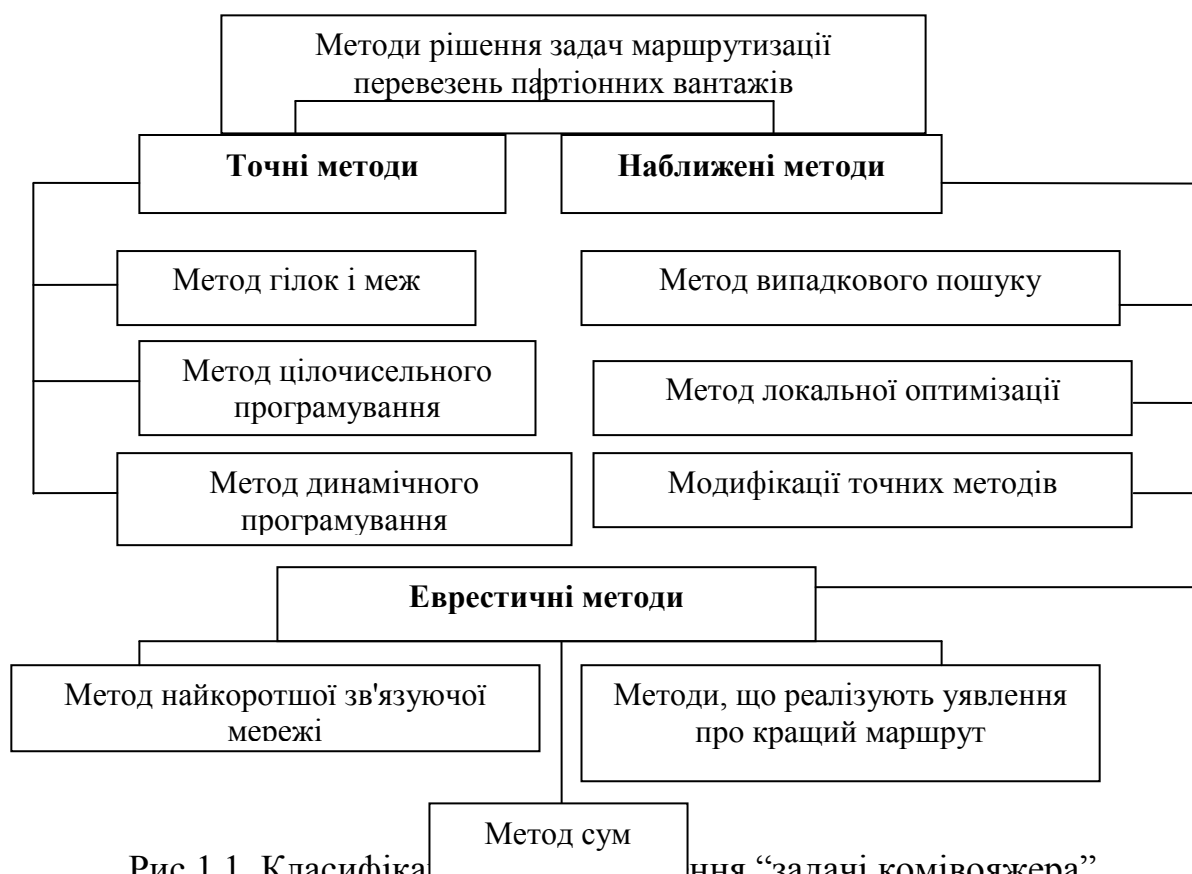 Методи рішення задач маршрутизації
перевезень партіонних вантажів
Точні методи
Наближені методи
Метод гілок і меж
Метод випадкового пошуку
Метод цілочисельного
програмування
Метод локальної оптимізації
Метод динамічного
програмування
Модифікації точних методів
Еврестичні методи
Метод найкоротшої зв'язуючої
мережі
Методи, що реалізують уявлення
про кращий маршрут
Метод сум
Рис 1.1. Класифіка ння “задачі комівояжера”